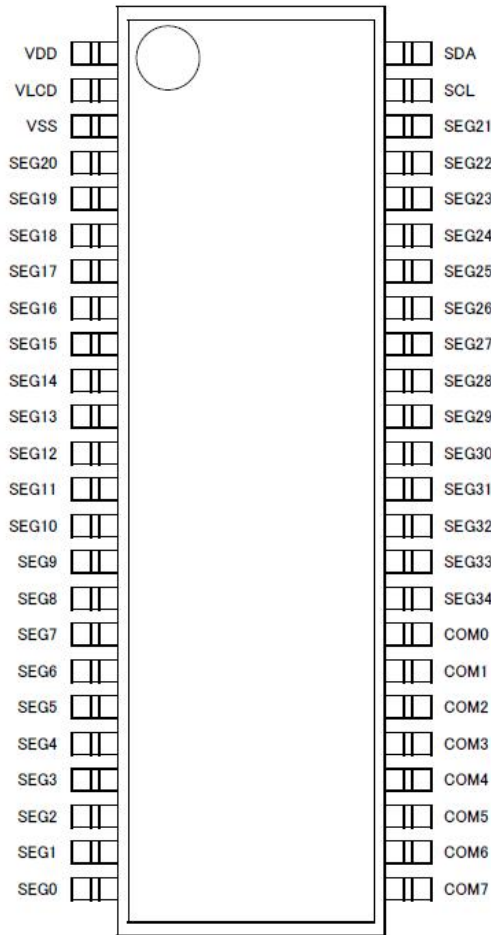 VDD SDA
VLCD SCL
VSS SEG21
SEG20 SEG22
SEG19 SEG23
SEG18 SEG24
SEG17 SEG25
SEG16 SEG26
SEG15 SEG27
SEG14 SEG28
SEG13 SEG29
SEG12 SEG30
SEG11 SEG31
SEG10 SEG32
SEG9 SEG33
SEG8 SEG34
SEG7 COM0
SEG6 COM1
SEG5 COM2
SEG4 COM3
SEG3 COM4
SEG2 COM5
SEG1 COM6
SEG0 COM7